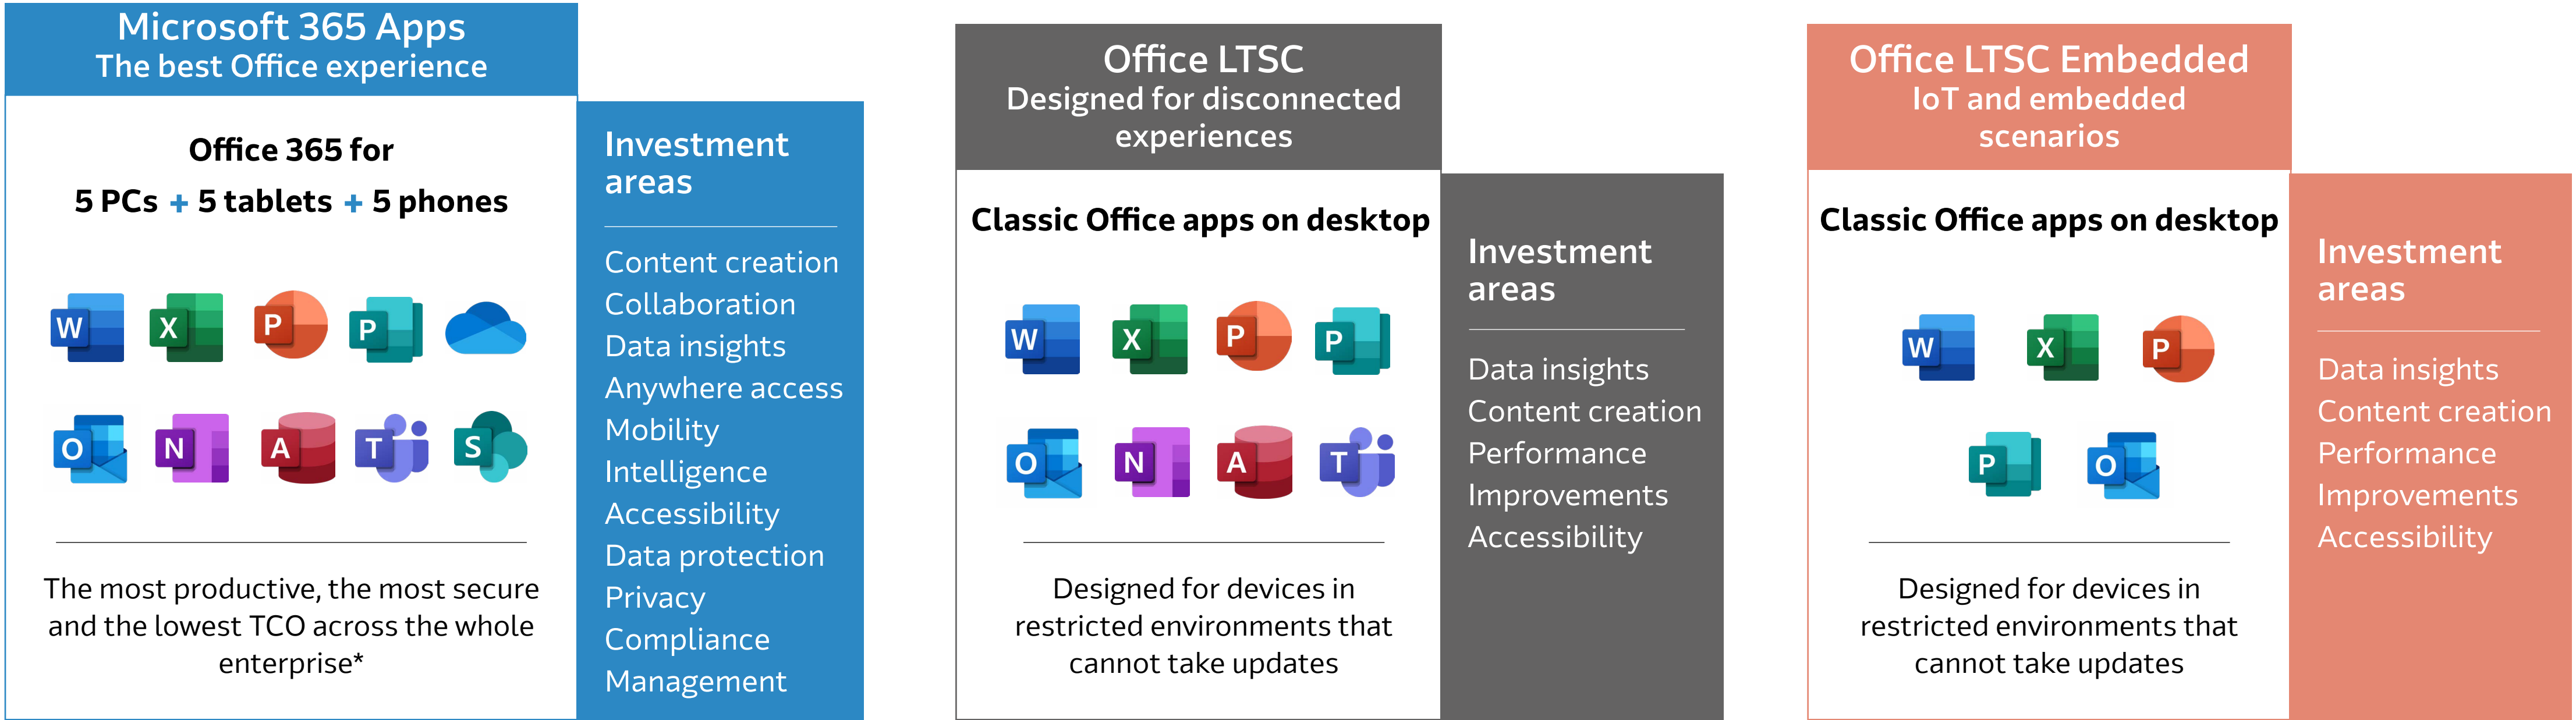 Microsoft 365 Apps
The best Office experience
Office 365 for
5 PCs + 5 tablets + 5 phones
W X P P
O N A T S
The most productive, the most secure
and the lowest TCO across the whole
enterprise*
Investment
areas
Content creation
Collaboration
Data insights
Anywhere access
Mobility
Intelligence
Accessibility
Data protection
Privacy
Compliance
Management
Office LTSC
Designed for disconnected
experiences
Classic Office apps on desktop
W X P P
O N A T
Designed for devices in
restricted environments that
cannot take updates
Investment
areas
Data insights
Content creation
Performance
Improvements
Accessibility
Office LTSC Embedded
IoT and embedded
scenarios
Classic Office apps on desktop
W X P
P O
Designed for devices in
restricted environments that
cannot take updates
Investment
areas
Data insights
Content creation
Performance
Improvements
Accessibility